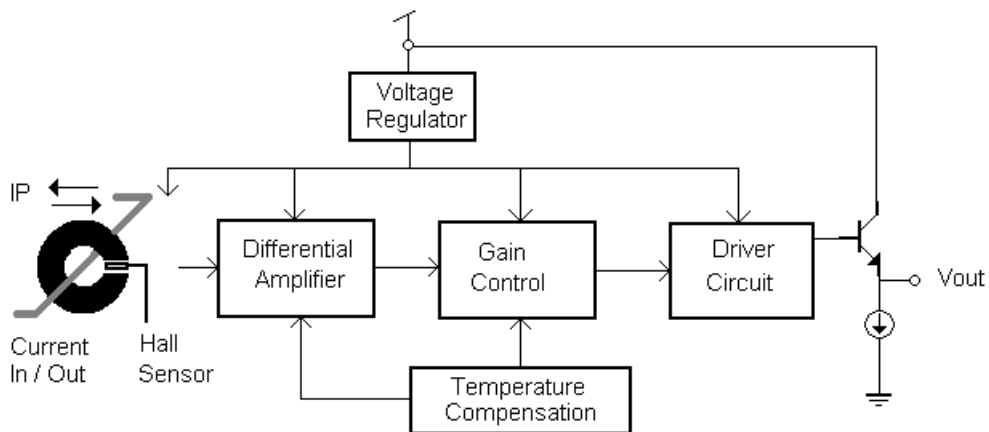 Voltage
Regulator
IP
Differential
Amplifier
Gain
Control
Driver
Circuit
Vout
Current
In / Out
Hall
Sensor
Temperature
Compensation